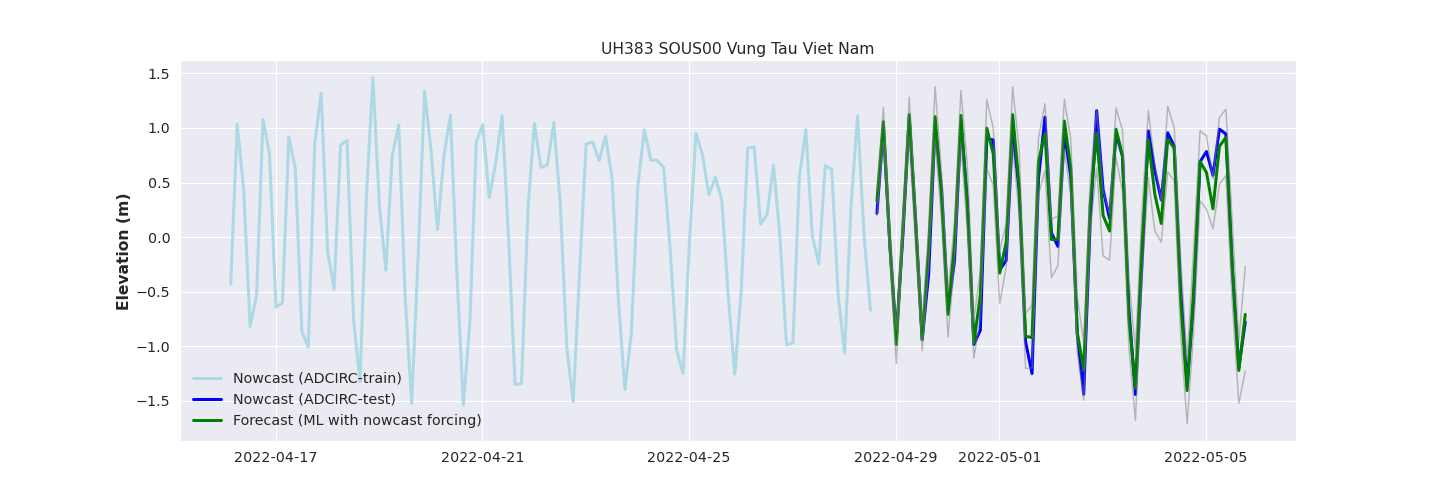 UH383 SOUS00 Vung Tau Viet Nam
Elevation (m)
1.5
1.0
0.5
0.0
−0.5
−1.0
−1.5
Nowcast (ADCIRC-train)
Nowcast (ADCIRC-test)
Forecast (ML with nowcast forcing)
2022-04-17 2022-04-21 2022-04-25 2022-04-29 2022-05-01 2022-05-05